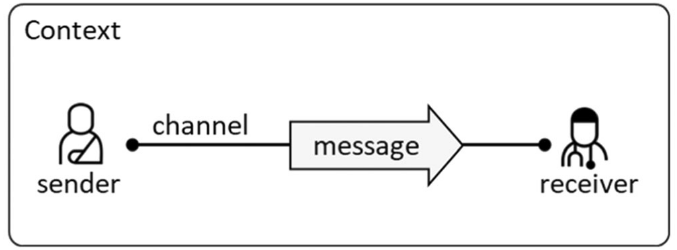 Context
channel
message
sender
receiver